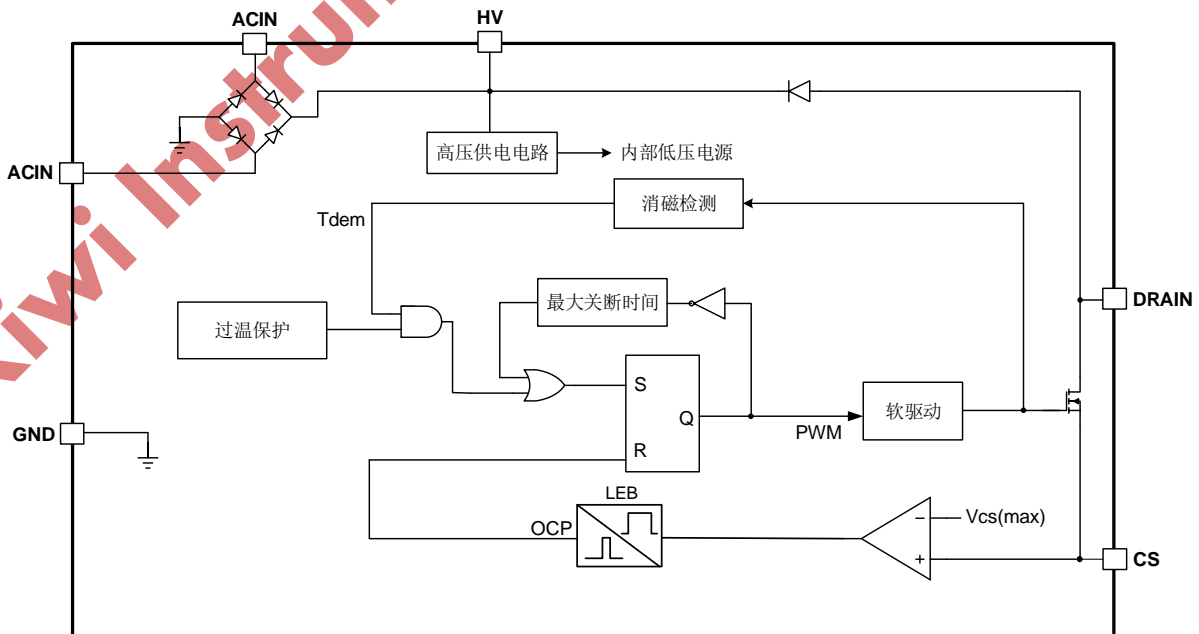 ACIN
HV
Kiwi Instrum
ACIN
高压供电电路
内部低压电源
消磁检测
Tdem
最大关断时间
DRAIN
过温保护
S
Q
R
软驱动
PWM
GND
LEB
OCP
Vcs(max)
−
+
CS